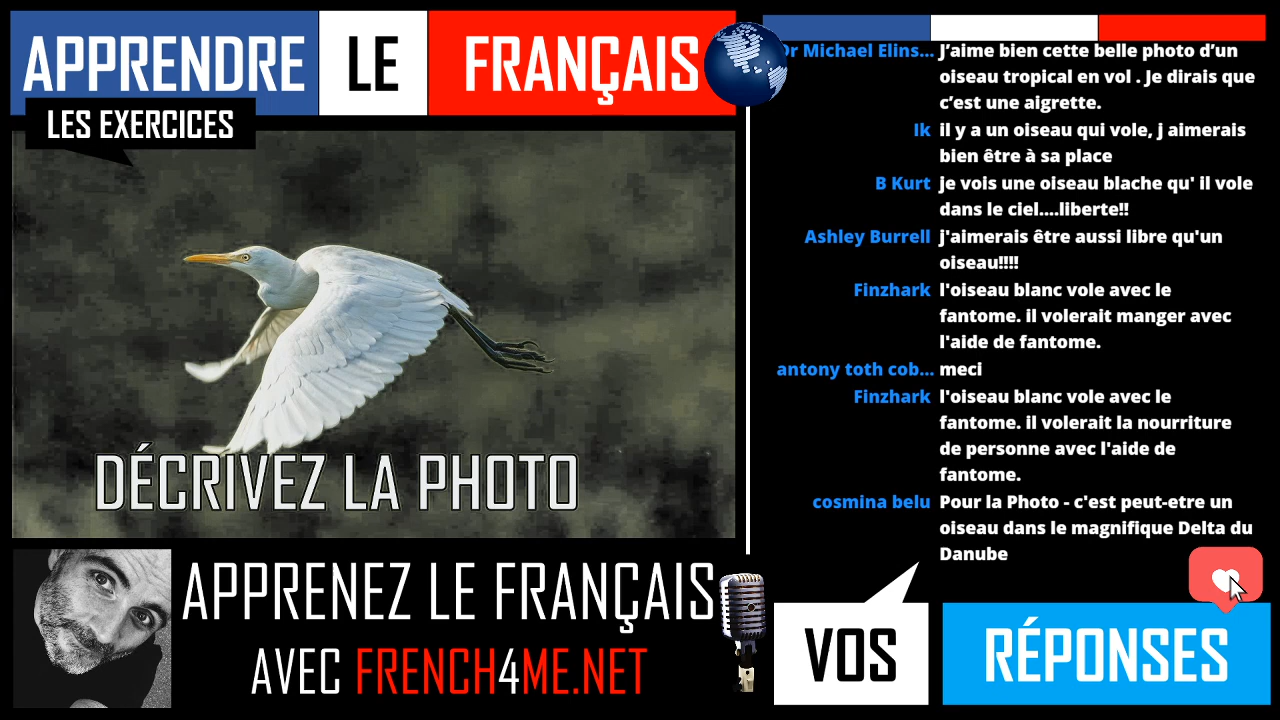 APPRENDRE LE FRANÇAIS
LES EXERCICES
DÉCRIVEZ LA PHOTO
APPRENEZ LE FRANÇAIS
AVEC FRENCH4ME.NET
Dr Michael Elins... J'aime bien cette belle photo d'un
oiseau tropical en vol . Je dirais que
c'est une aigrette.
Ik il y a un oiseau qui vole, j aimerais
bien être à sa place
B Kurt je vois une oiseau blache qu' il vole
dans le ciel....liberte!!
Ashley Burrell j'aimerais être aussi libre qu'un
oiseau!!!!
Finzhark l'oiseau blanc vole avec le
fantome. il volerait manger avec
l'aide de fantome.
antony toth cob... meci
Finzhark l'oiseau blanc vole avec le
fantome. il volerait la nourriture
de personne avec l'aide de
fantome.
cosmina belu Pour la Photo - c'est peut-etre un
oiseau dans le magnifique Delta du
Danube
VOS RÉPONSES